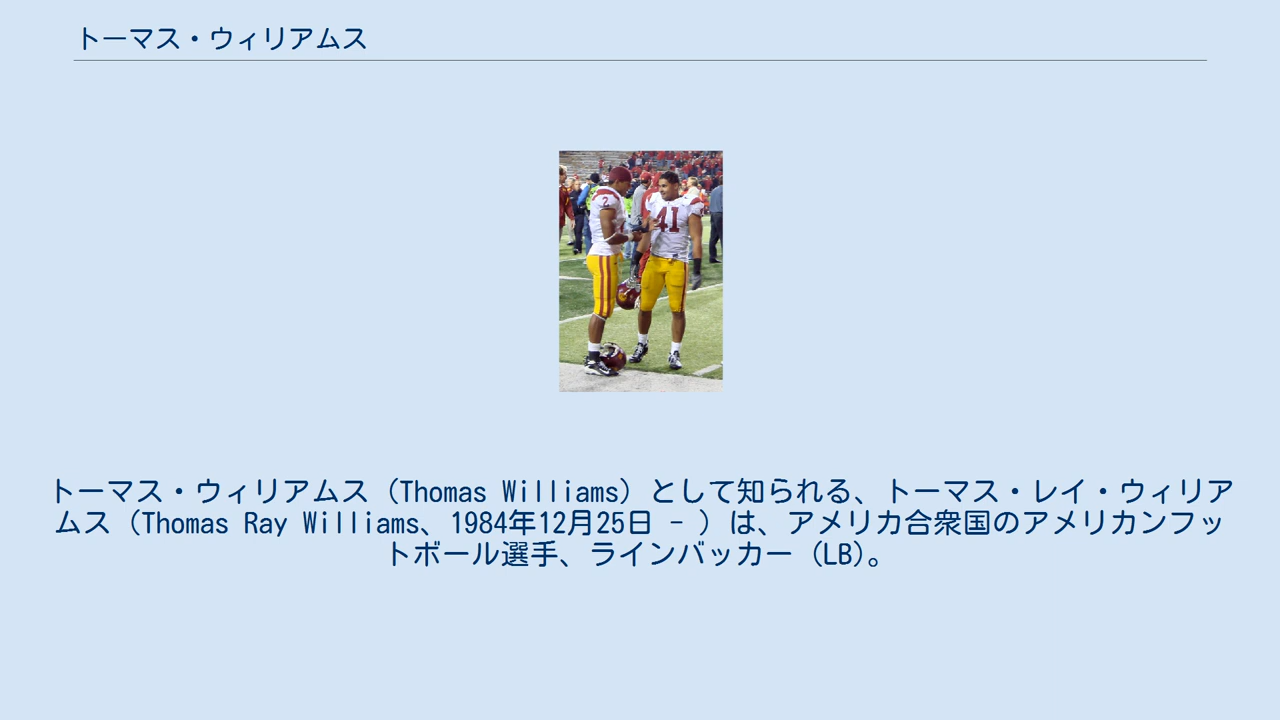 トーマス・ウィリアムス
2
41
トーマス・ウィリアムス（Thomas Williams）として知られる、トーマス・レイ・ウィリア
ムス（Thomas Ray Williams、1984年12月25日 - ）は、アメリカ合衆国のアメリカンフッ
トボール選手、ラインバッカー（LB)。